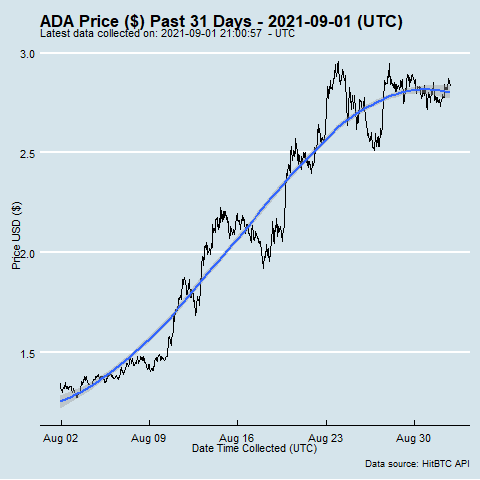 ADA Price ($) Past 31 Days - 2021-09-01 (UTC)
Latest data collected on: 2021-09-01 21:00:57 - UTC
3.0
2.5
2.0
1.5
Price USD ($)
Aug 02 Aug 09 Aug 16 Aug 23 Aug 30
Date Time Collected (UTC)
Data source: HitBTC API